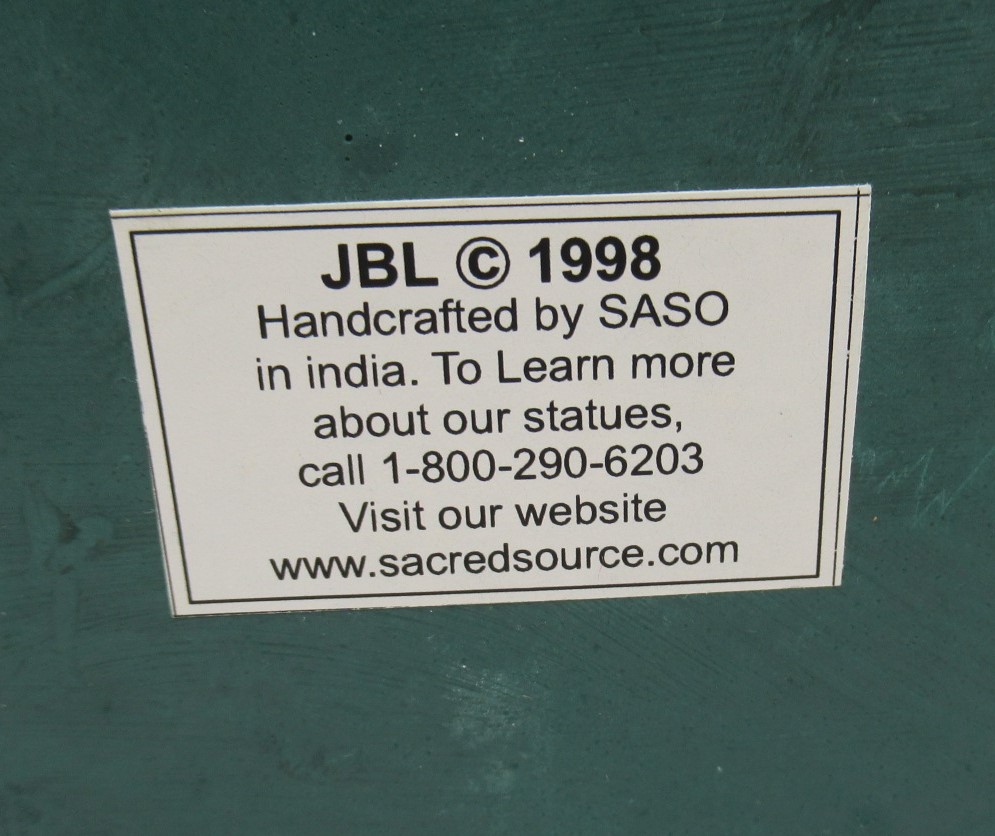 JBL © 1998
Handcrafted by SASO
in india. To Learn more
about our statues,
call 1-800-290-6203
Visit our website
www.sacredsource.com